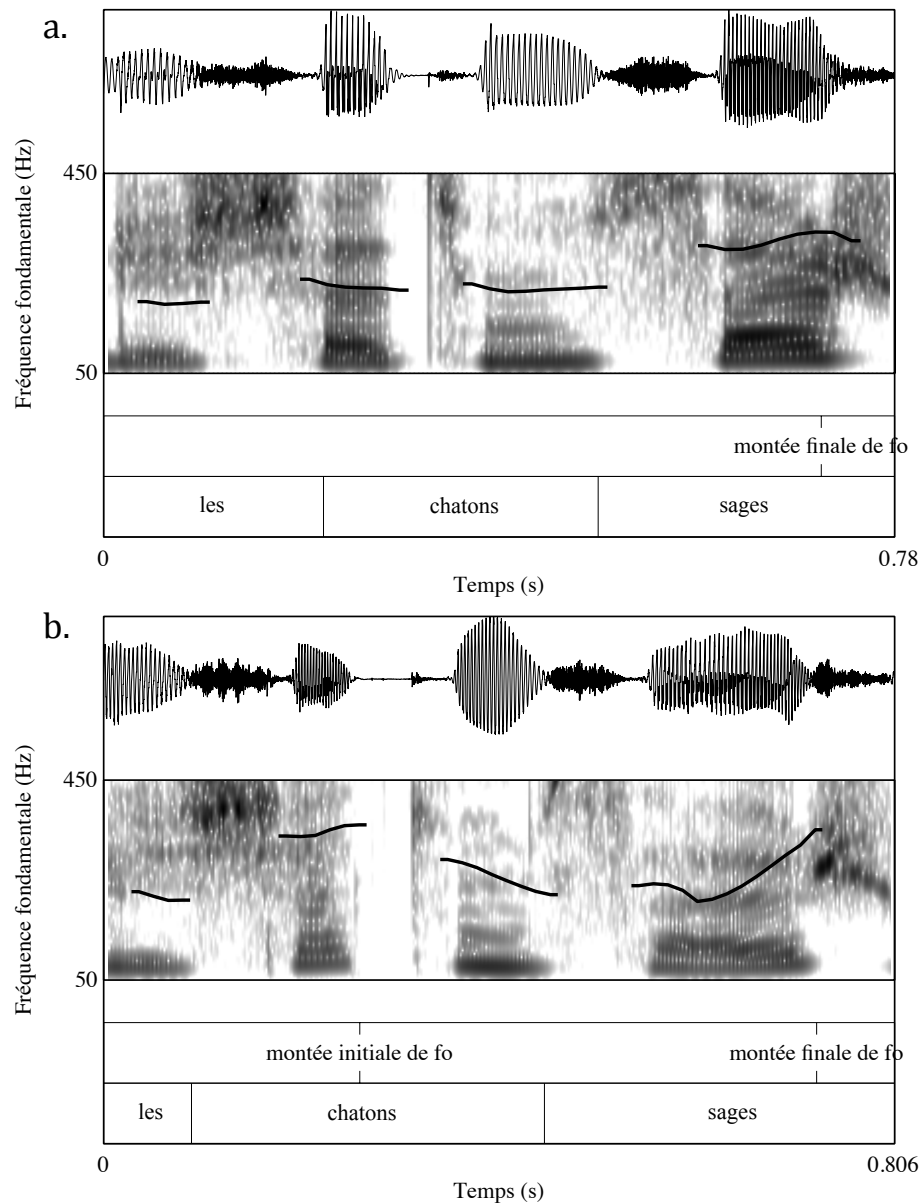 a.
450
Fréquence fondamentale (Hz)
50
montée finale de fo
les chatons sages
0 0.78
Temps (s)
b.
450
Fréquence fondamentale (Hz)
50
montée initiale de fo montée finale de fo
les chatons sages
0 0.806
Temps (s)